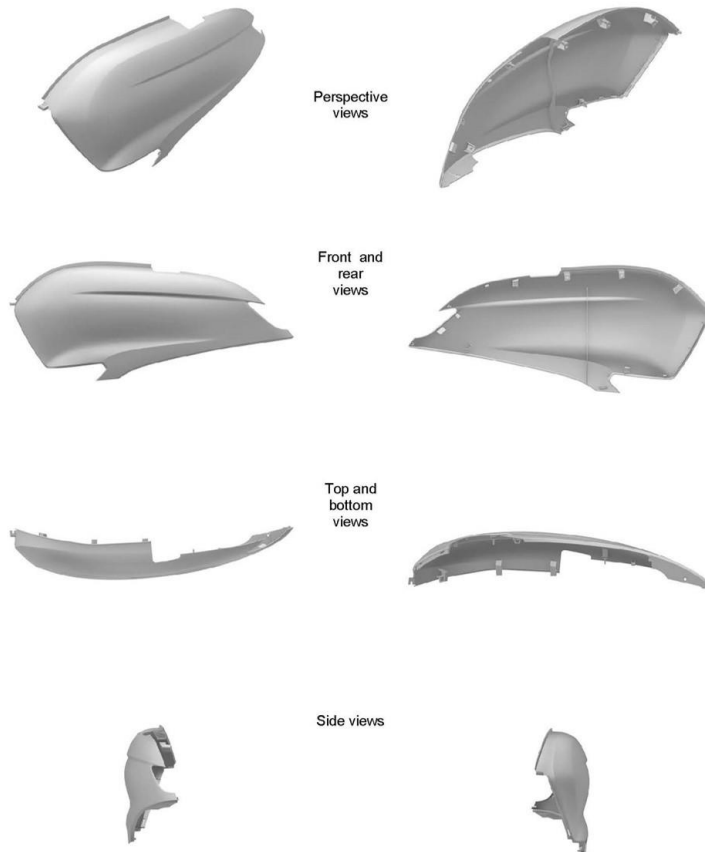 Perspective
views
Front and
rear
views
Top and
bottom
views
Side views